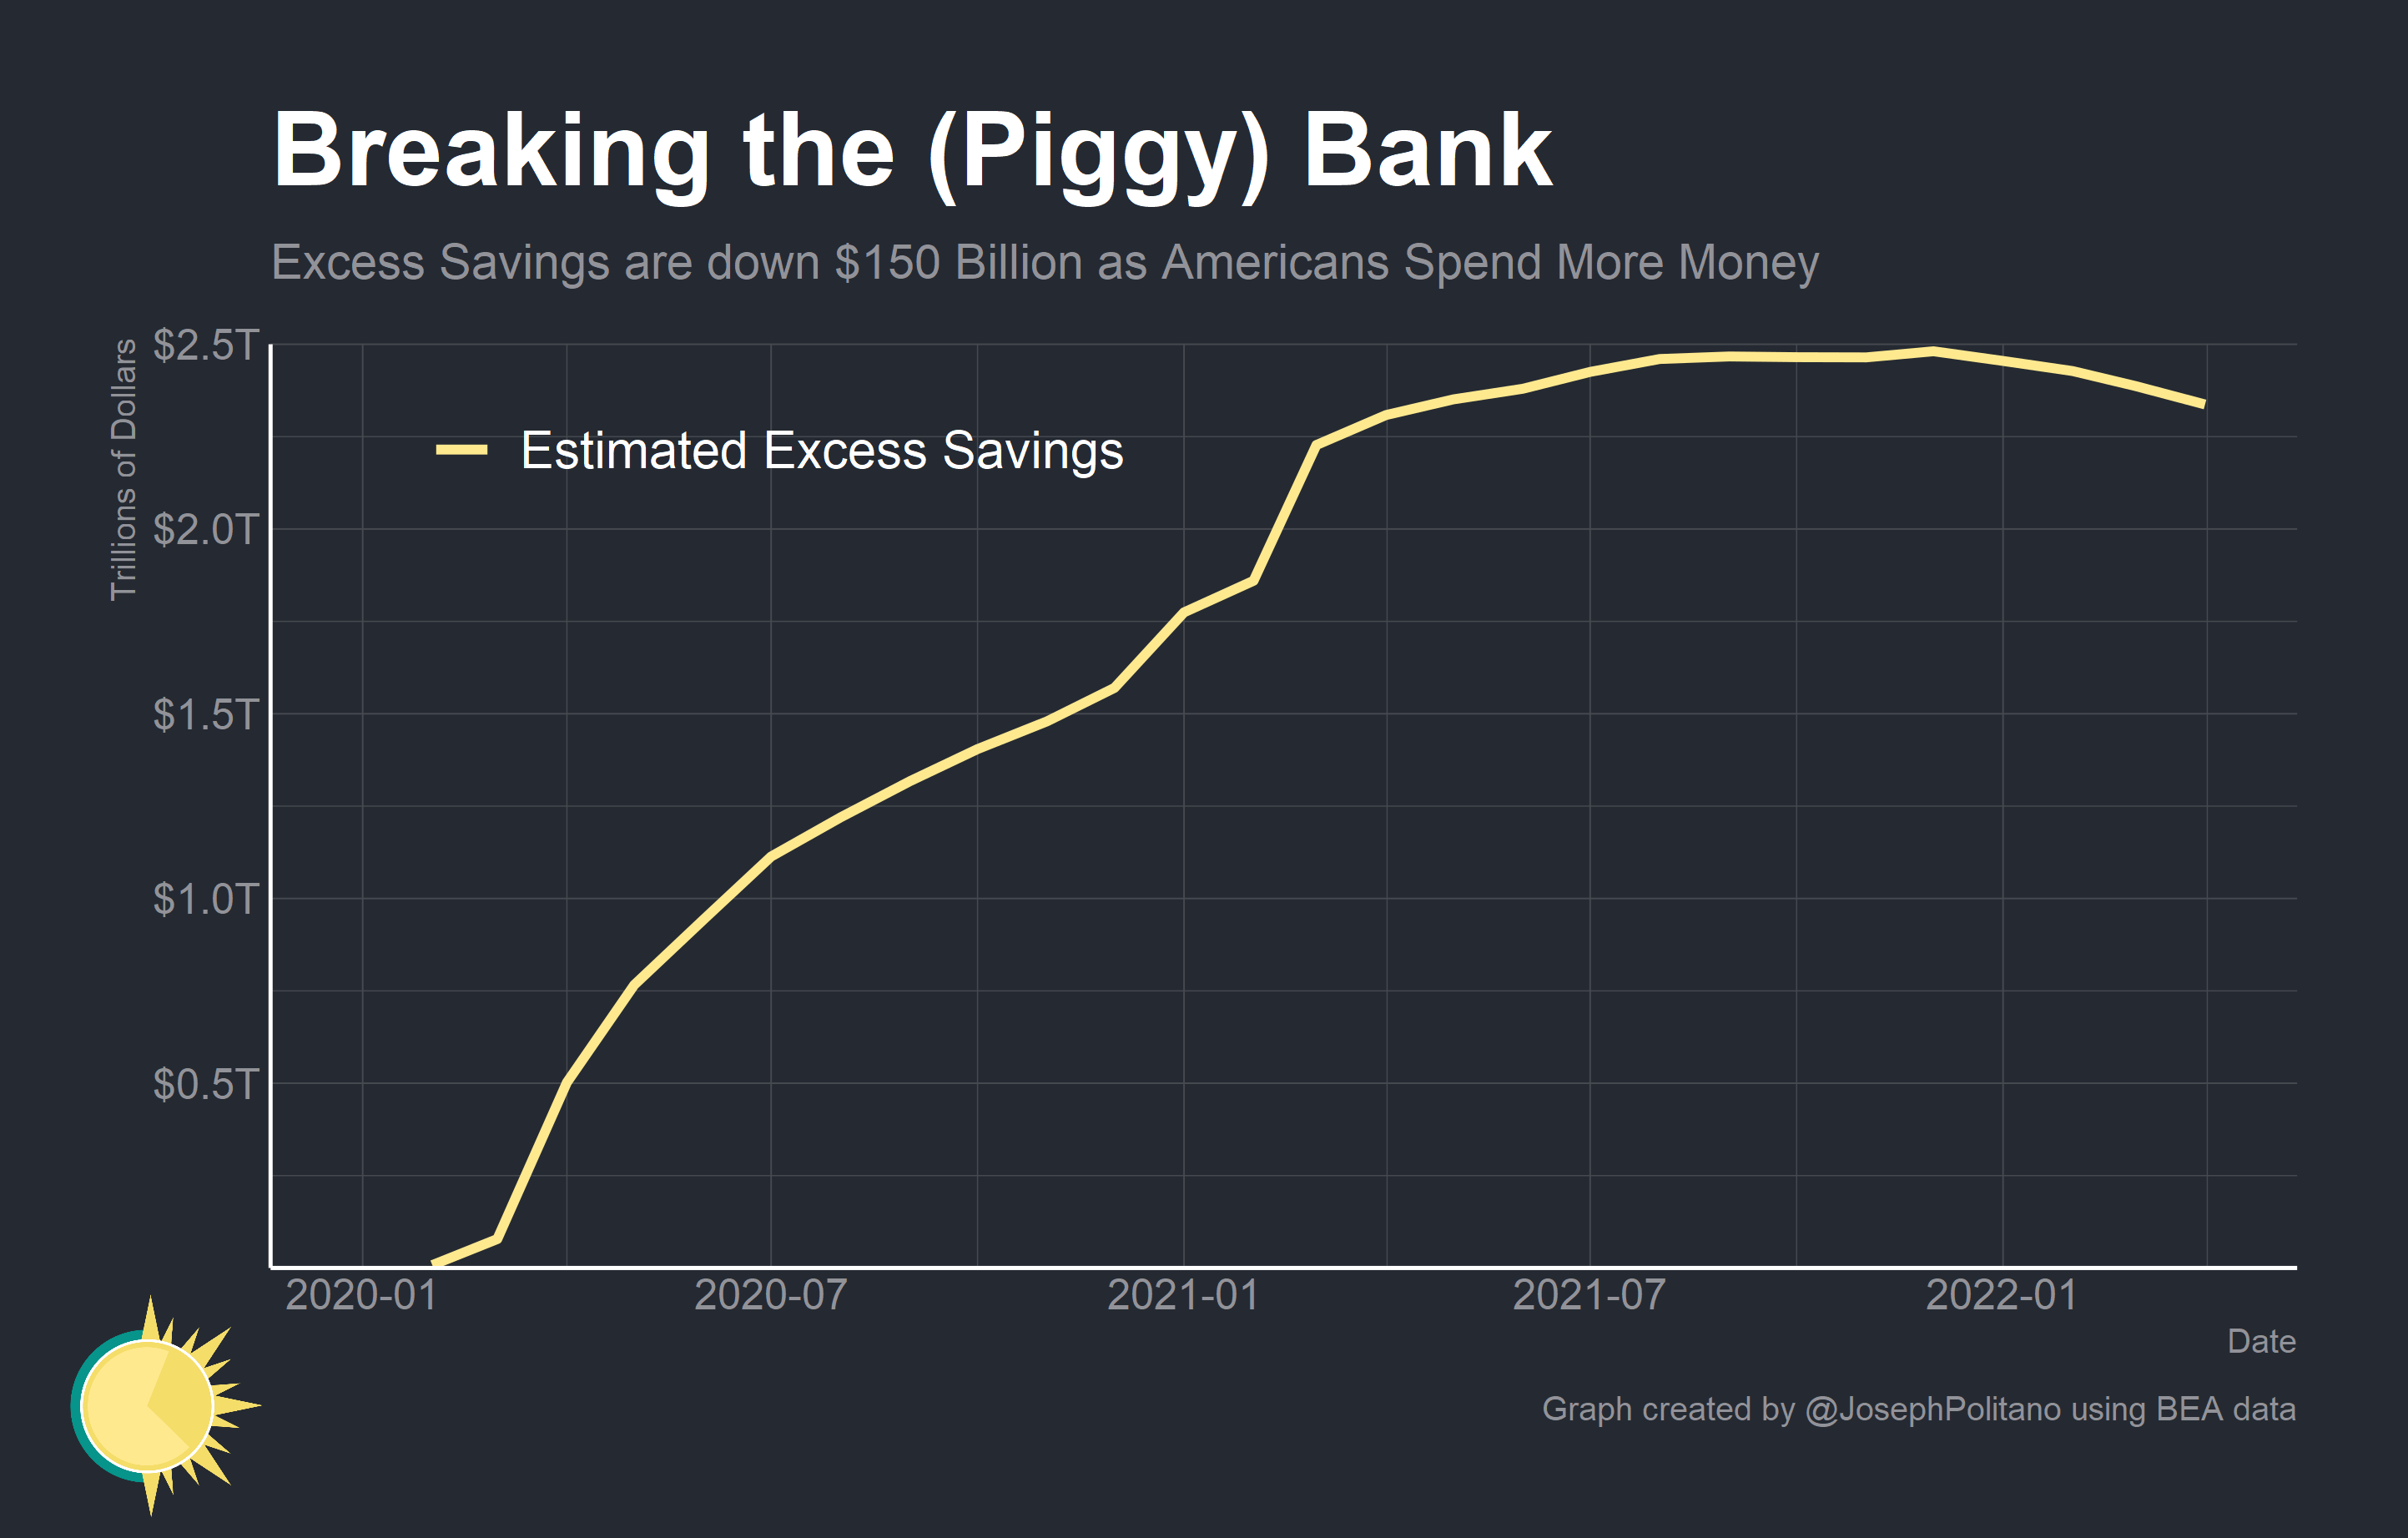 Breaking the (Piggy) Bank
Excess Savings are down $150 Billion as Americans Spend More Money
Trillions of Dollars
$2.5T
$2.0T
$1.5T
$1.0T
$0.5T
Estimated Excess Savings
2020-01
2020-07
2021-01
2021-07
2022-01
Date
Graph created by @JosephPolitano using BEA data